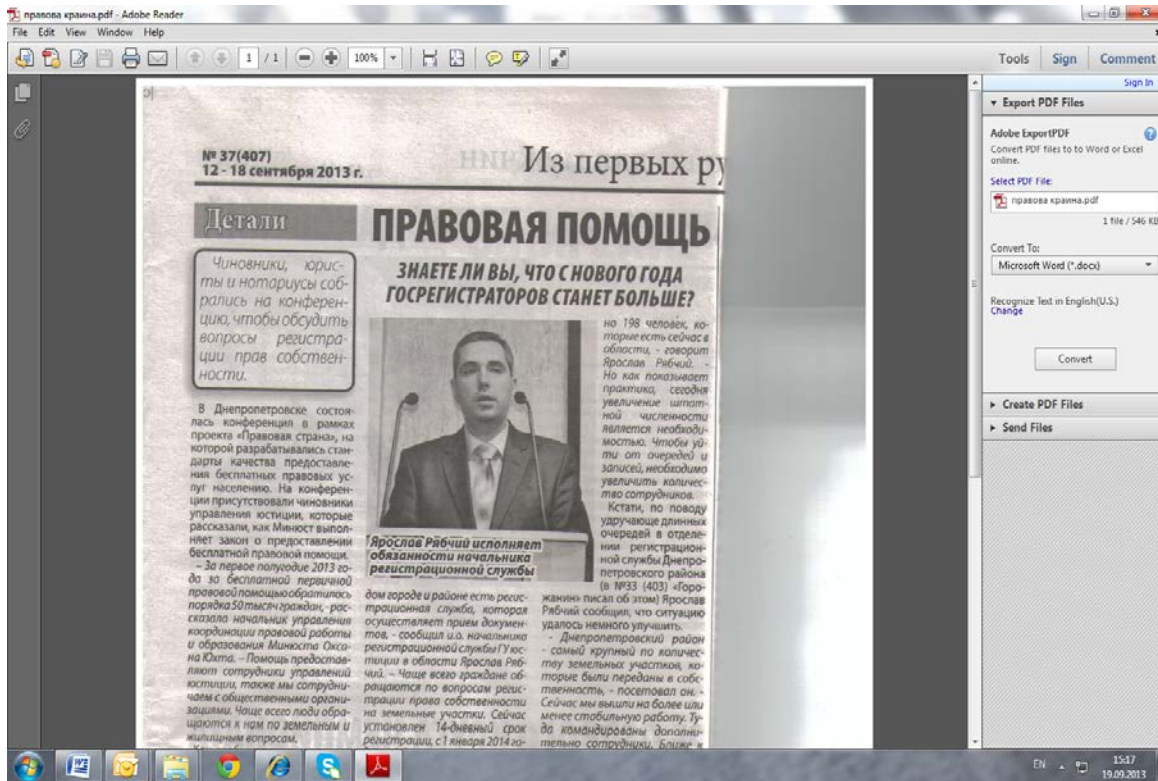 правова краина.pdf - Adobe Reader
File Edit View Window Help
1 / 1 100% Tools Sign Comment
Sign In
Export PDF Files
Adobe ExportPDF
Convert PDF files to to Word or Excel
online.
Select PDF File:
правова краина.pdf
1 file / 546 KB
Convert To:
Microsoft Word (*.docx)
Recognize Text in English(U.S.)
Change
Convert
Create PDF Files
Send Files
№ 37(407)
12 - 18 сентября 2013 г.
Из первых ру
Детали
Чиновники, юрис-
ты и нотариусы соб-
рались на конферен-
цию, чтобы обсудить
вопросы регистра-
ции прав собствен-
ности.
ПРАВОВАЯ ПОМОЩЬ
ЗНАЕТЕ ЛИ ВЫ, ЧТО С НОВОГО ГОДА
ГОСРЕГИСТРАТОРОВ СТАНЕТ БОЛЬШЕ?
В Днепропетровске состоя-
лась конференция в рамках
проекта «Правовая страна», на
которой разрабатывались стан-
дарты качества предоставле-
ния бесплатных правовых ус-
луг населению. На конферен-
ции присутствовали чиновники
управления юстиции, которые
рассказали, как Минюст выпол-
няет закон о предоставлении
бесплатной правовой помощи.
– За первое полугодие 2013 го-
да за бесплатной первичной
правовой помощью обратилось
порядка 50 тысяч граждан, - рас-
сказала начальник управления
координации правовой работы
и образования Минюста Окса-
на Юхта. – Помощь предостав-
ляют сотрудники управлений
юстиции, также мы сотрудни-
чаем с общественными органи-
зациями. Чаще всего люди обра-
щаются к нам по земельным и
жилищным вопросам.
Ярослав Рябчий исполняет
обязанности начальника
регистрационной службы
дом городе и районе есть регис-
трационная служба, которая
осуществляет прием докумен-
тов, - сообщил и.о. начальника
регистрационной службы ГУ юс-
тиции в области Ярослав Ряб-
чий. – Чаще всего граждане об-
ращаются по вопросам регис-
трации права собственности
на земельные участки. Сейчас
установлен 14-дневный срок
регистрации, с 1 января 2014 го-
но 198 человек, ко-
торые есть сейчас в
области, - говорит
Ярослав Рябчий. -
Но как показывает
практика, сегодня
увеличение штат-
ной численности
является необходи-
мостью. Чтобы уй-
ти от очередей и
записей, необходимо
увеличить количес-
тво сотрудников.
Кстати, по поводу
удручающе длинных
очередей в отделе-
нии регистрацион-
ной службы Днепро-
петровского района
(в №33 (403) «Горо-
жанин» писал об этом) Ярослав
Рябчий сообщил, что ситуацию
удалось немного улучшить.
- Днепропетровский район
- самый крупный по количес-
тву земельных участков, ко-
торые были переданы в собс-
твенность, - посетовал он. -
Сейчас мы вышли на более или
менее стабильную работу. Ту-
да командированы дополни-
тельно сотрудники. Ближе к
EN
15:17
19.09.2013